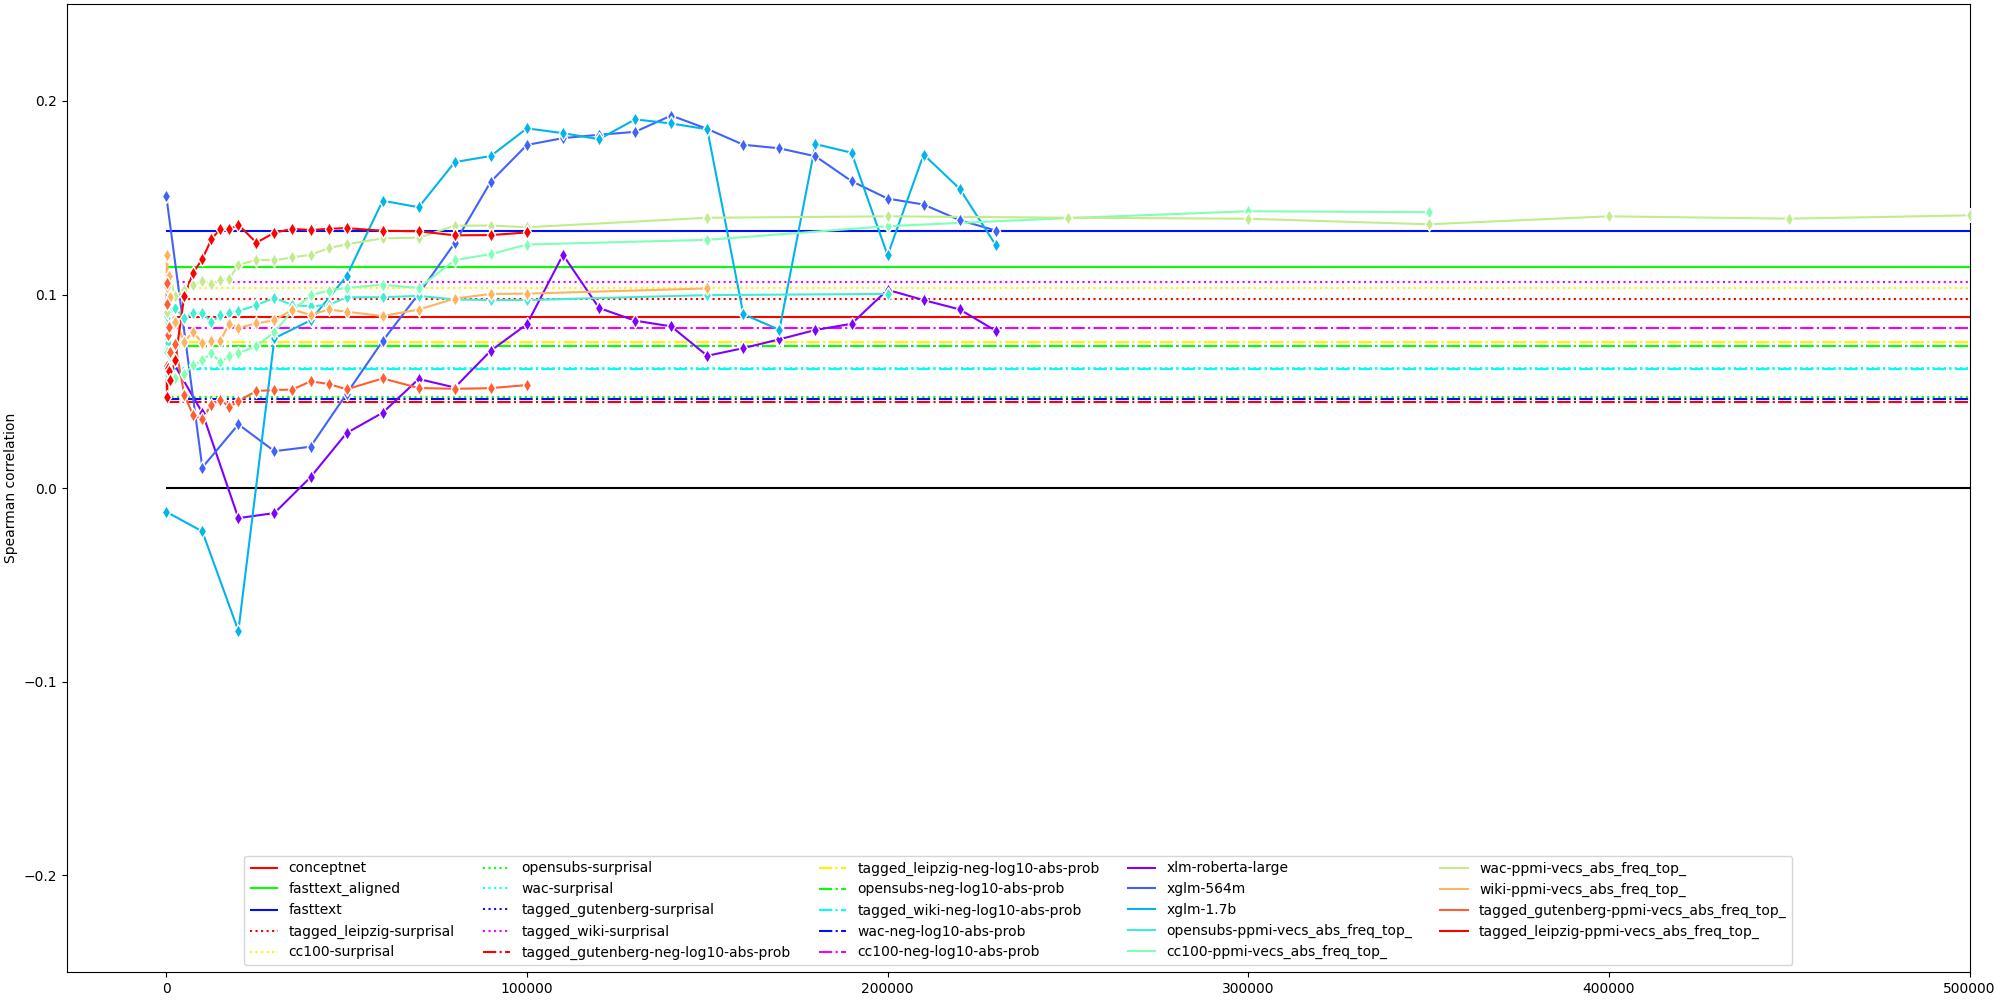 0.2
0.1
0.0
−0.1
−0.2
Spearman correlation
0 100000 200000 300000 400000 500000
conceptnet
fasttext_aligned
fasttext
tagged_leipzig-surprisal
cc100-surprisal
opensubs-surprisal
wac-surprisal
tagged_gutenberg-surprisal
tagged_wiki-surprisal
tagged_gutenberg-neg-log10-abs-prob
tagged_leipzig-neg-log10-abs-prob
opensubs-neg-log10-abs-prob
tagged_wiki-neg-log10-abs-prob
wac-neg-log10-abs-prob
cc100-neg-log10-abs-prob
xlm-roberta-large
xglm-564m
xglm-1.7b
opensubs-ppmi-vecs_abs_freq_top_
cc100-ppmi-vecs_abs_freq_top_
wac-ppmi-vecs_abs_freq_top_
wiki-ppmi-vecs_abs_freq_top_
tagged_gutenberg-ppmi-vecs_abs_freq_top_
tagged_leipzig-ppmi-vecs_abs_freq_top_